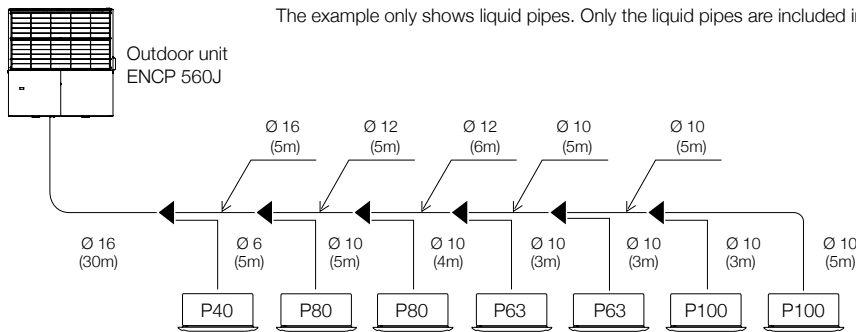 The example only shows liquid pipes. Only the liquid pipes are included i
Outdoor unit
ENCP 560J
Ø 16 Ø 12 Ø 12 Ø 10 Ø 10
(5m) (5m) (6m) (5m) (5m)
Ø 16 Ø 6 Ø 10 Ø 10 Ø 10 Ø 10 Ø 10 Ø 10
(30m) (5m) (5m) (4m) (3m) (3m) (3m) (5m)
P40 P80 P80 P63 P63 P100 P100